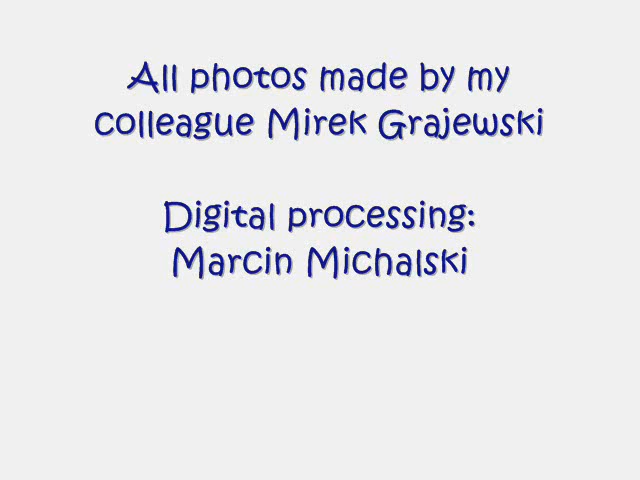 All photos made by my
colleague Mirek Grajewski
Digital processing:
Marcin Michalski